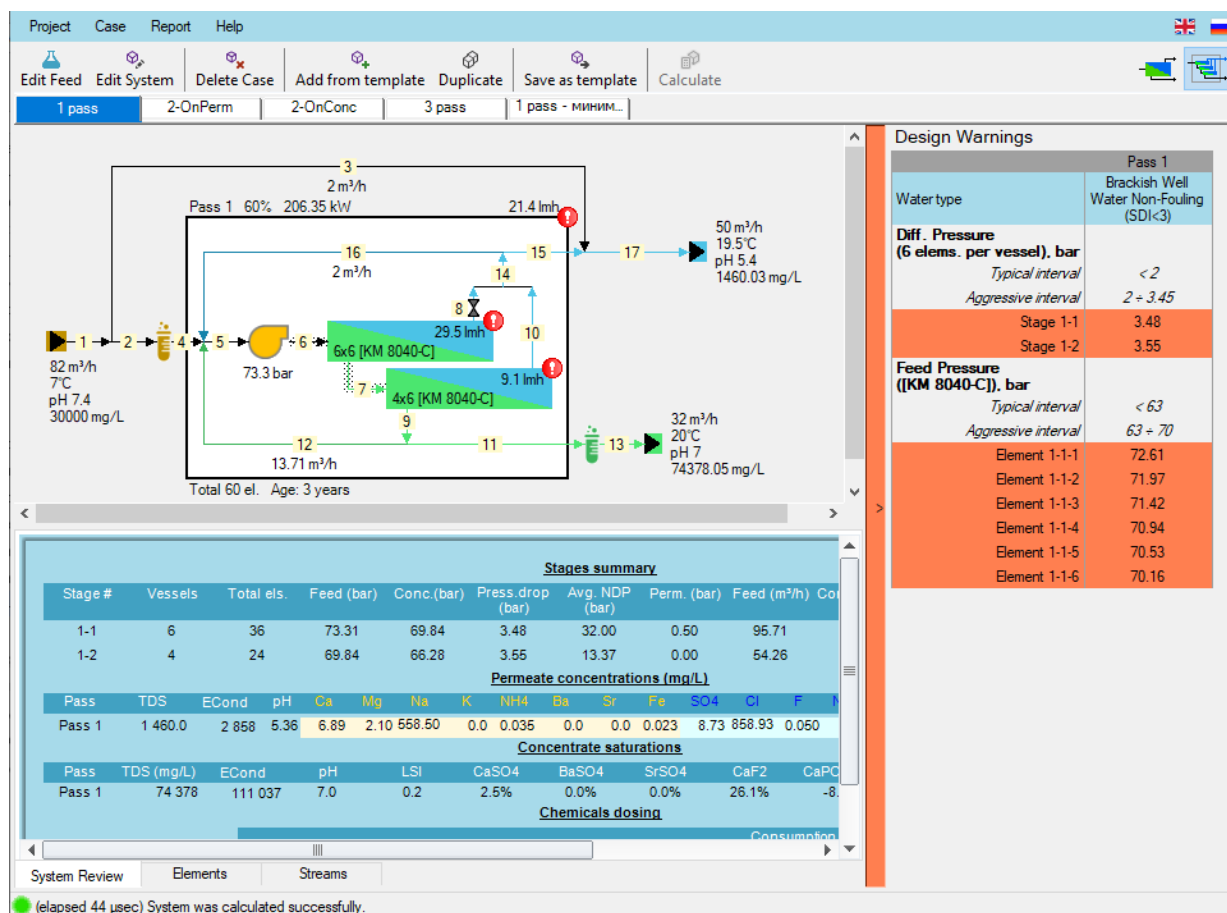 Project Case Report Help
Edit Feed Edit System Delete Case Add from template Duplicate Save as template Calculate
1 pass 2-OnPerm 2-OnConc 3 pass 1 pass - миним...
3
2 m³/h
Pass 1 60% 206.35 kW 21.4 lmh
16 15 17
2 m³/h
14
50 m³/h
19.5℃
pH 5.4
1460.03 mg/L
8
29.5 lmh 10
1 2 4 5 6
6x6 [KM 8040-C]
73.3 bar
82 m³/h
7℃
pH 7.4
30000 mg/L
7 9.1 lmh
4x6 [KM 8040-C]
9
12 11 13
13.71 m³/h
32 m³/h
20℃
pH 7
74378.05 mg/L
Total 60 el. Age: 3 years
Stages summary
Stage # Vessels Total els. Feed (bar) Conc.(bar) Press.drop (bar) Avg. NDP (bar) Perm. (bar) Feed (m³/h) Cor
1-1 6 36 73.31 69.84 3.48 32.00 0.50 95.71
1-2 4 24 69.84 66.28 3.55 13.37 0.00 54.26
Permeate concentrations (mg/L)
Pass TDS ECond pH Ca Mg Na K NH4 Ba Sr Fe SO4 Cl F
Pass 1 1 460.0 2 858 5.36 6.89 2.10 558.50 0.0 0.035 0.0 0.0 0.023 8.73 858.93 0.050
Concentrate saturations
Pass TDS (mg/L) ECond pH LSI CaSO4 BaSO4 SrSO4 CaF2 CaPO
Pass 1 74 378 111 037 7.0 0.2 2.5% 0.0% 0.0% 26.1% -8.
Chemicals dosing
Consumption
System Review Elements Streams
(elapsed 44 µsec) System was calculated successfully.
>
Design Warnings
Pass 1
Water type Brackish Well Water Non-Fouling (SDI<3)
Diff. Pressure
(6 elems. per vessel), bar
Typical interval < 2
Aggressive interval 2 ÷ 3.45
Stage 1-1 3.48
Stage 1-2 3.55
Feed Pressure
([KM 8040-C]), bar
Typical interval < 63
Aggressive interval 63 ÷ 70
Element 1-1-1 72.61
Element 1-1-2 71.97
Element 1-1-3 71.42
Element 1-1-4 70.94
Element 1-1-5 70.53
Element 1-1-6 70.16